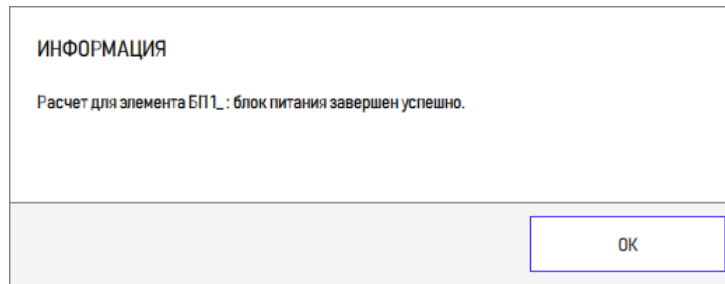 ИНФОРМАЦИЯ
Расчет для элемента БП1_ : блок питания завершен успешно.
ОК